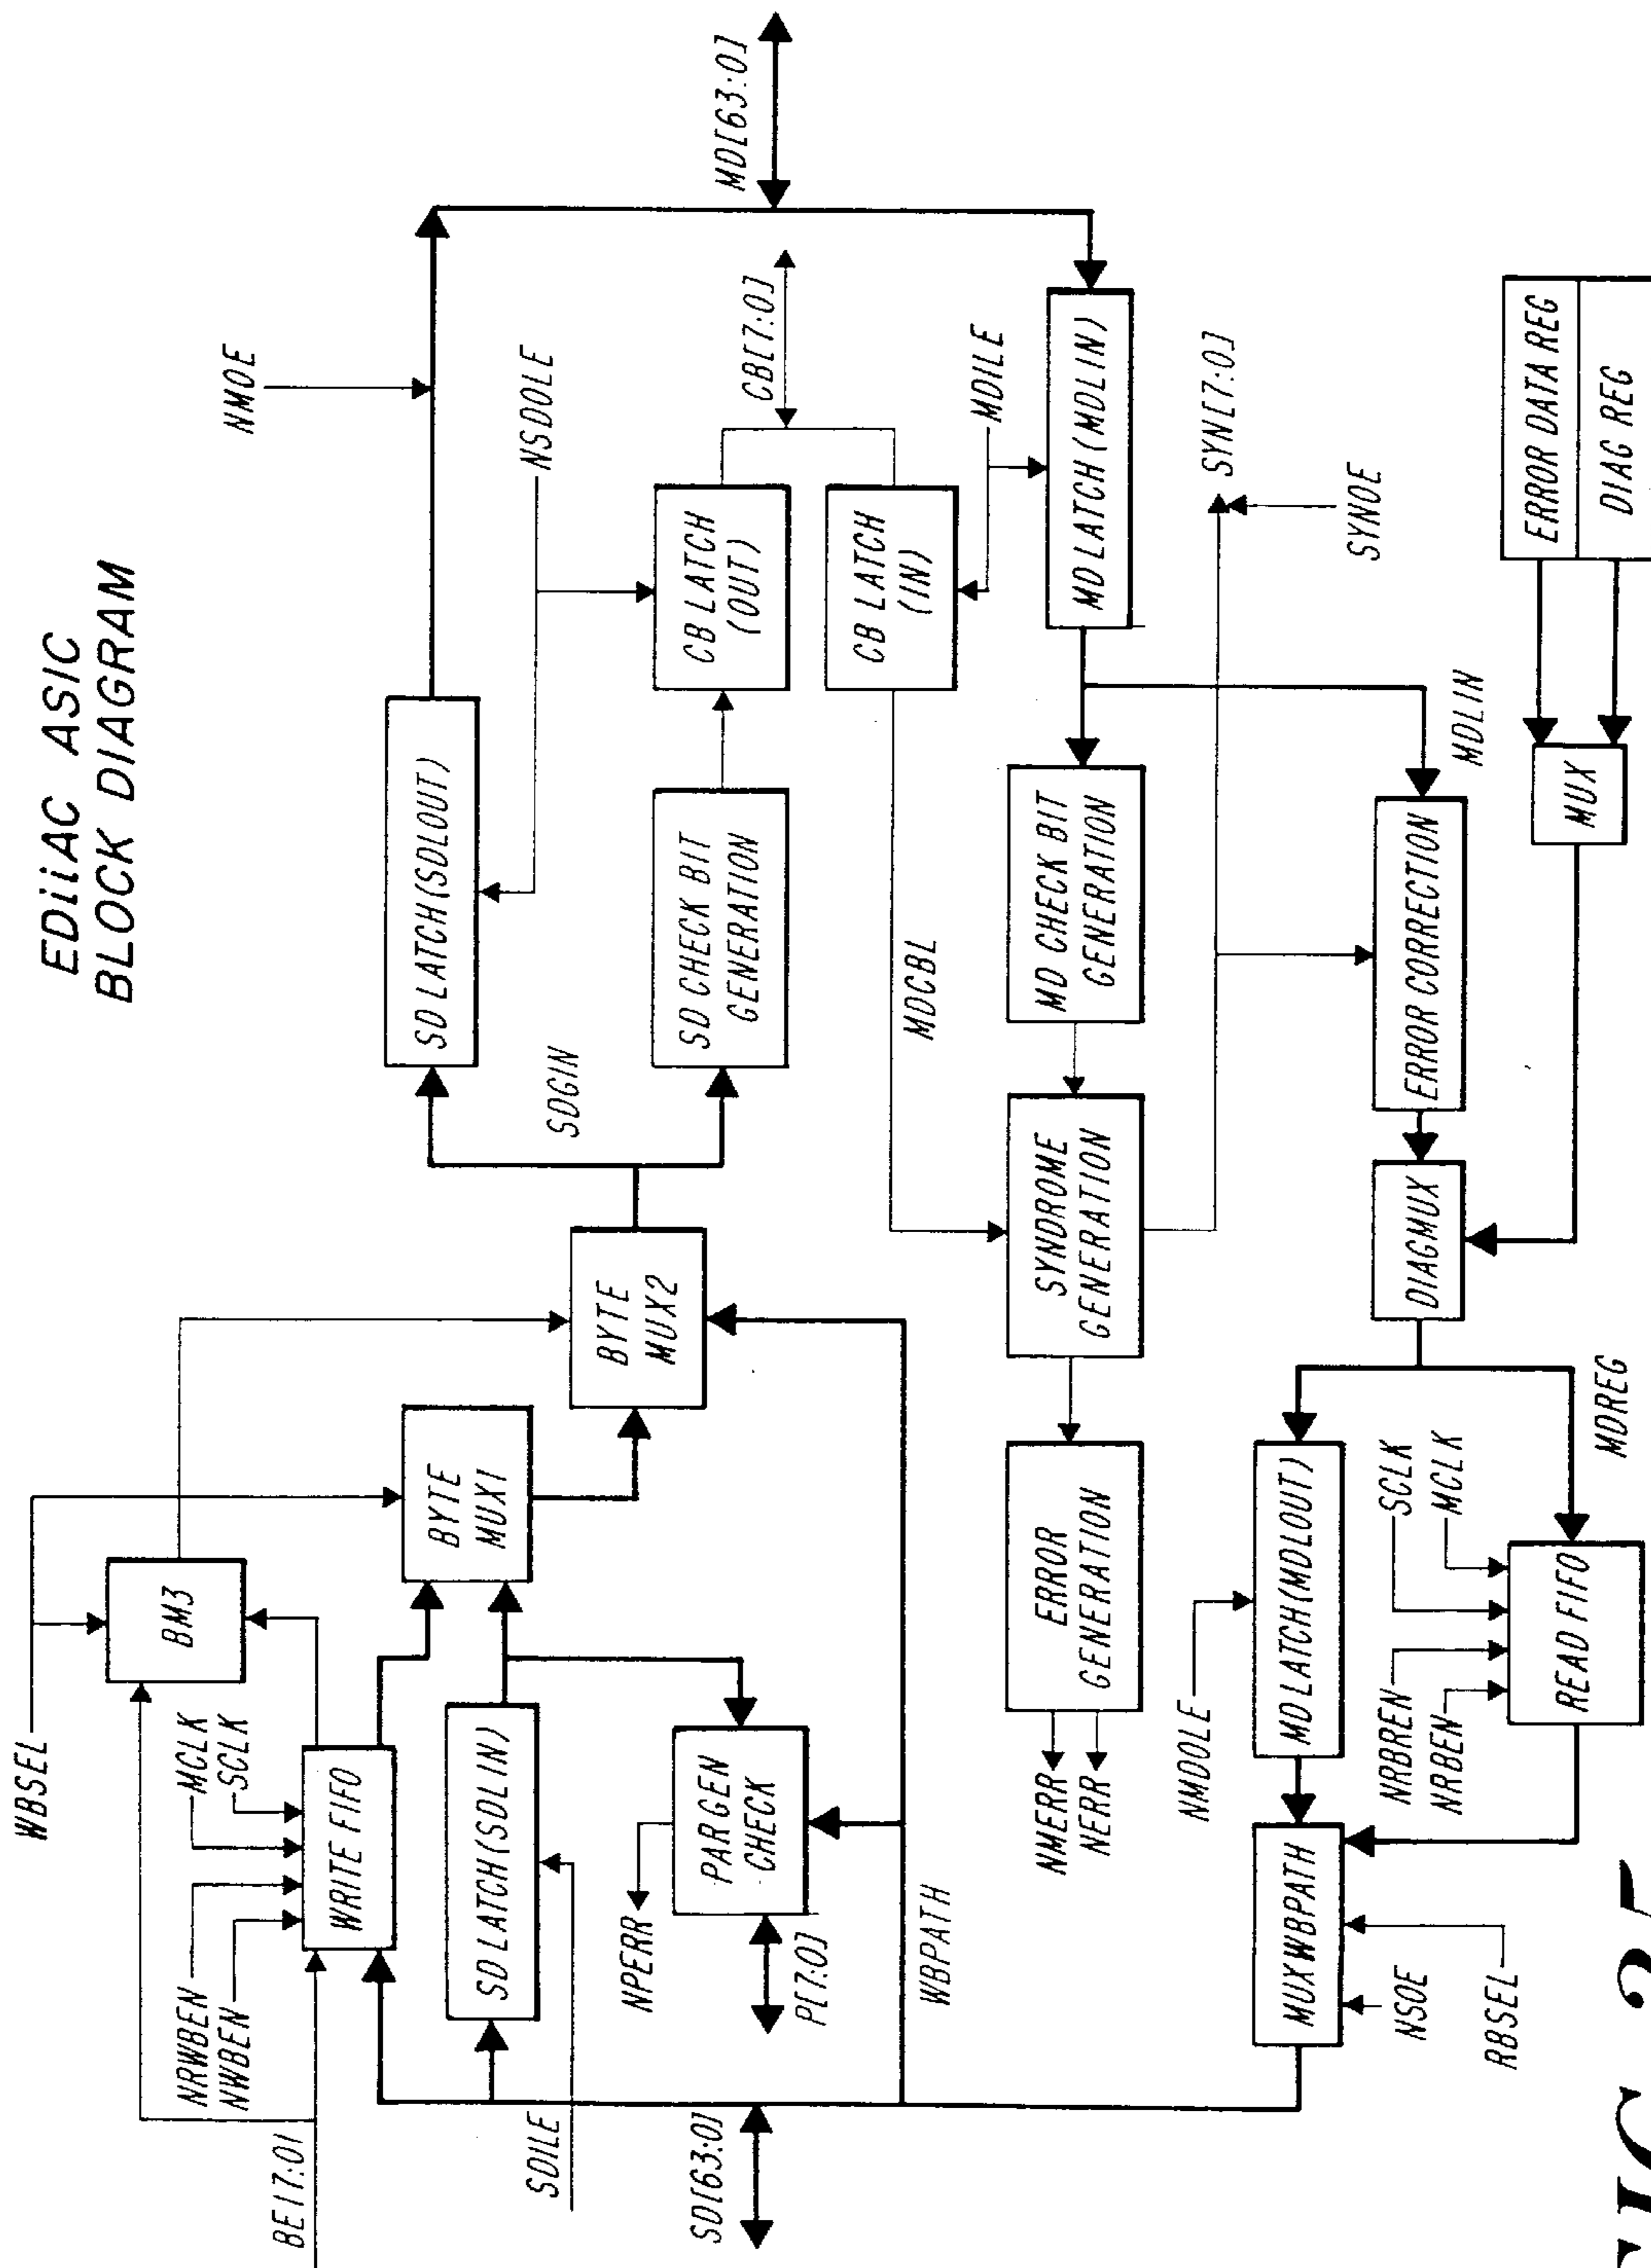 EDiiAC ASIC
BLOCK DIAGRAM
WBSEL
NMOE
BM3
MCLK
SCLK
NRWBEN
NWBEN
BE[7:0]
WRITE FIFO
BYTE
MUX1
SD LATCH(SDLOUT)
NSDOLE
SDILE
SD LATCH(SDLIN)
SDGIN
BYTE
MUX2
SD CHECK BIT
GENERATION
CB LATCH
(OUT)
MD[63:0]
CB[7:0]
SD[63:0]
NPERR
PAR GEN
CHECK
P[7:0]
WBPATH
MDCBL
CB LATCH
(IN)
MDILE
NMERR
NERR
ERROR
GENERATION
SYNDROME
GENERATION
MD CHECK BIT
GENERATION
MD LATCH(MDLIN)
SYN[7:0]
SYNOE
NMDOLE
MUXWBPATH
NSOE
RBSEL
MD LATCH(MDLOUT)
DIAGMUX
ERROR CORRECTION
MDLIN
NRBREN
NRBEN
SCLK
MCLK
READ FIFO
MDREG
MUX
ERROR DATA REG
DIAG REG